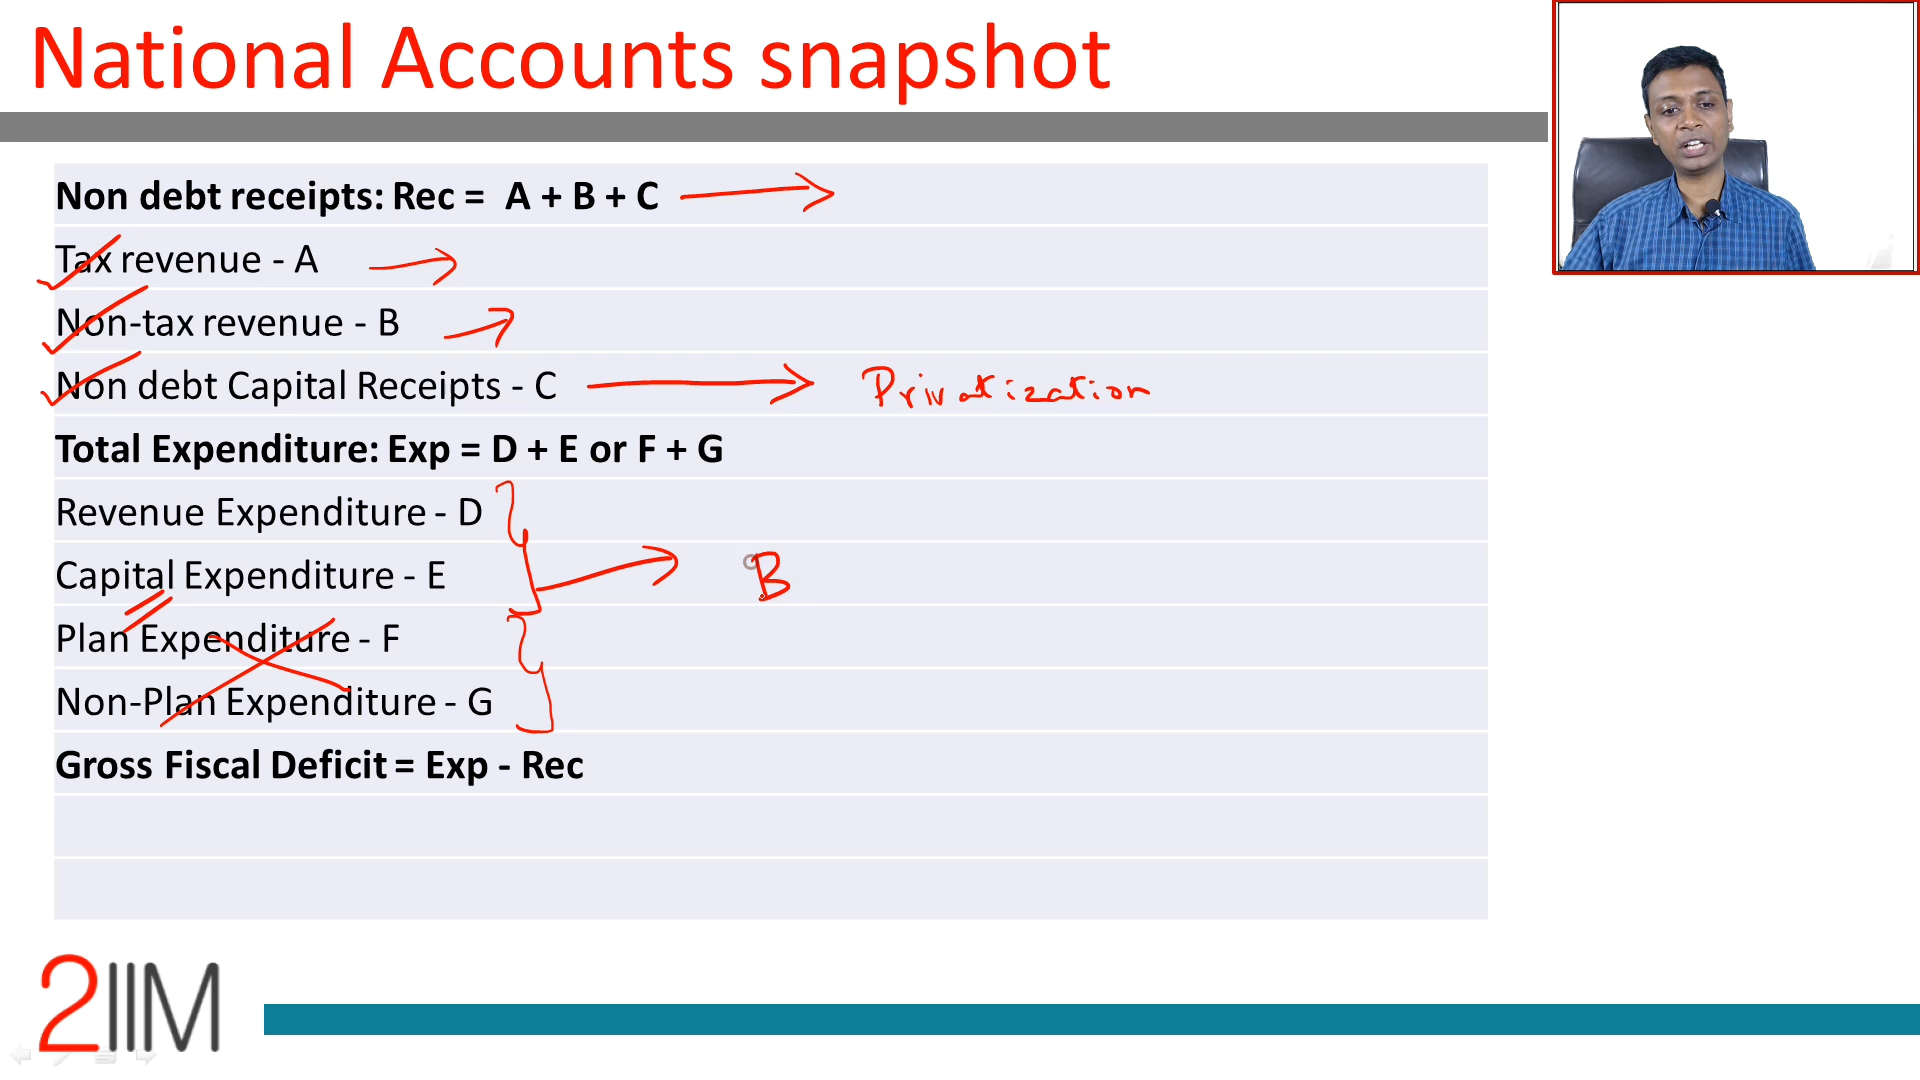 National Accounts snapshot
Non debt receipts: Rec = A + B + C
Tax revenue - A
Non-tax revenue - B
Non debt Capital Receipts - C Privatization
Total Expenditure: Exp = D + E or F + G
Revenue Expenditure - D
Capital Expenditure - E B
Plan Expenditure - F
Non-Plan Expenditure - G
Gross Fiscal Deficit = Exp - Rec
2IIM